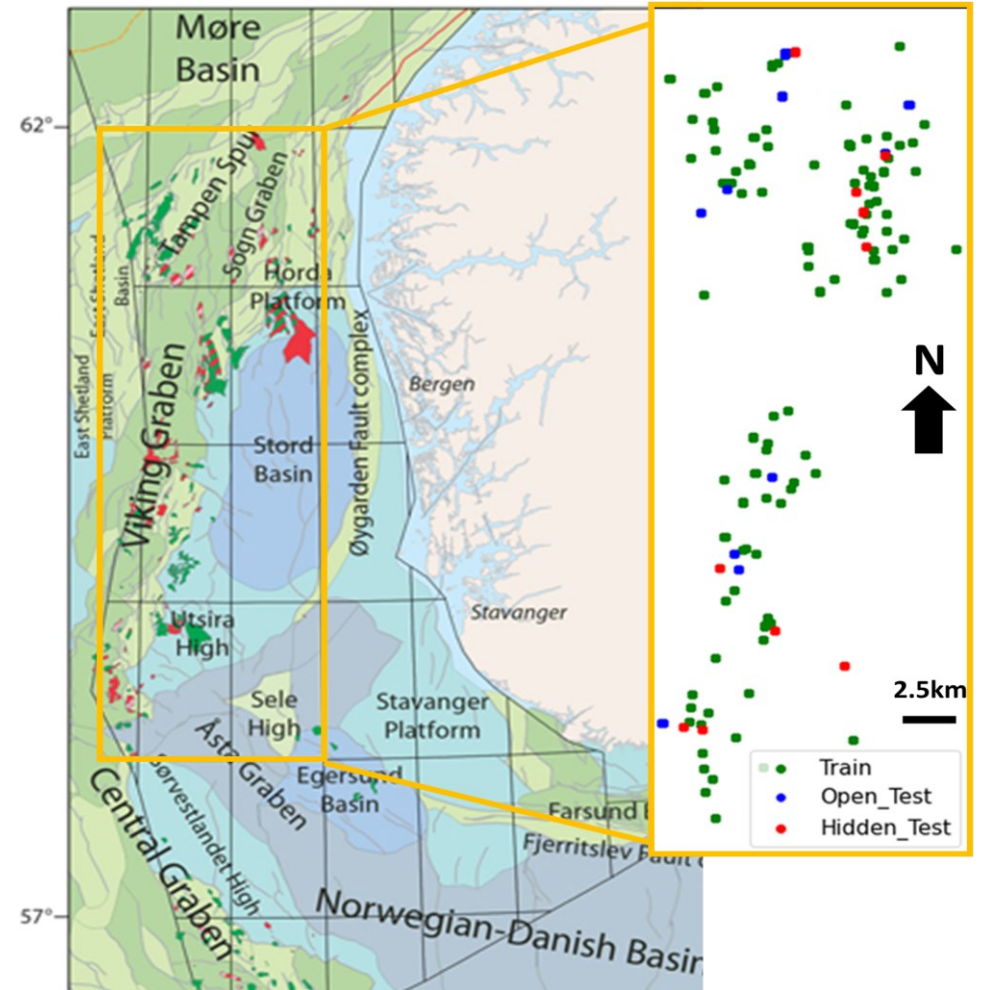 Møre
Basin
62°
Tampen Spur
Sogn Graben
East Shetland
Basin
Horda
Platform
East Shetland
Platform
Viking Graben
Øygarden Fault complex
Bergen
Stord
Basin
Stavanger
Utsira
High
Sele
High
Stavanger
Platform
Åsta Graben
Egersund
Basin
Central Graben
Sørvestlandet High
Farsund
Fjerritslev Fault
57°
Norwegian-Danish Basin
N
2.5km
Train
Open_Test
Hidden_Test